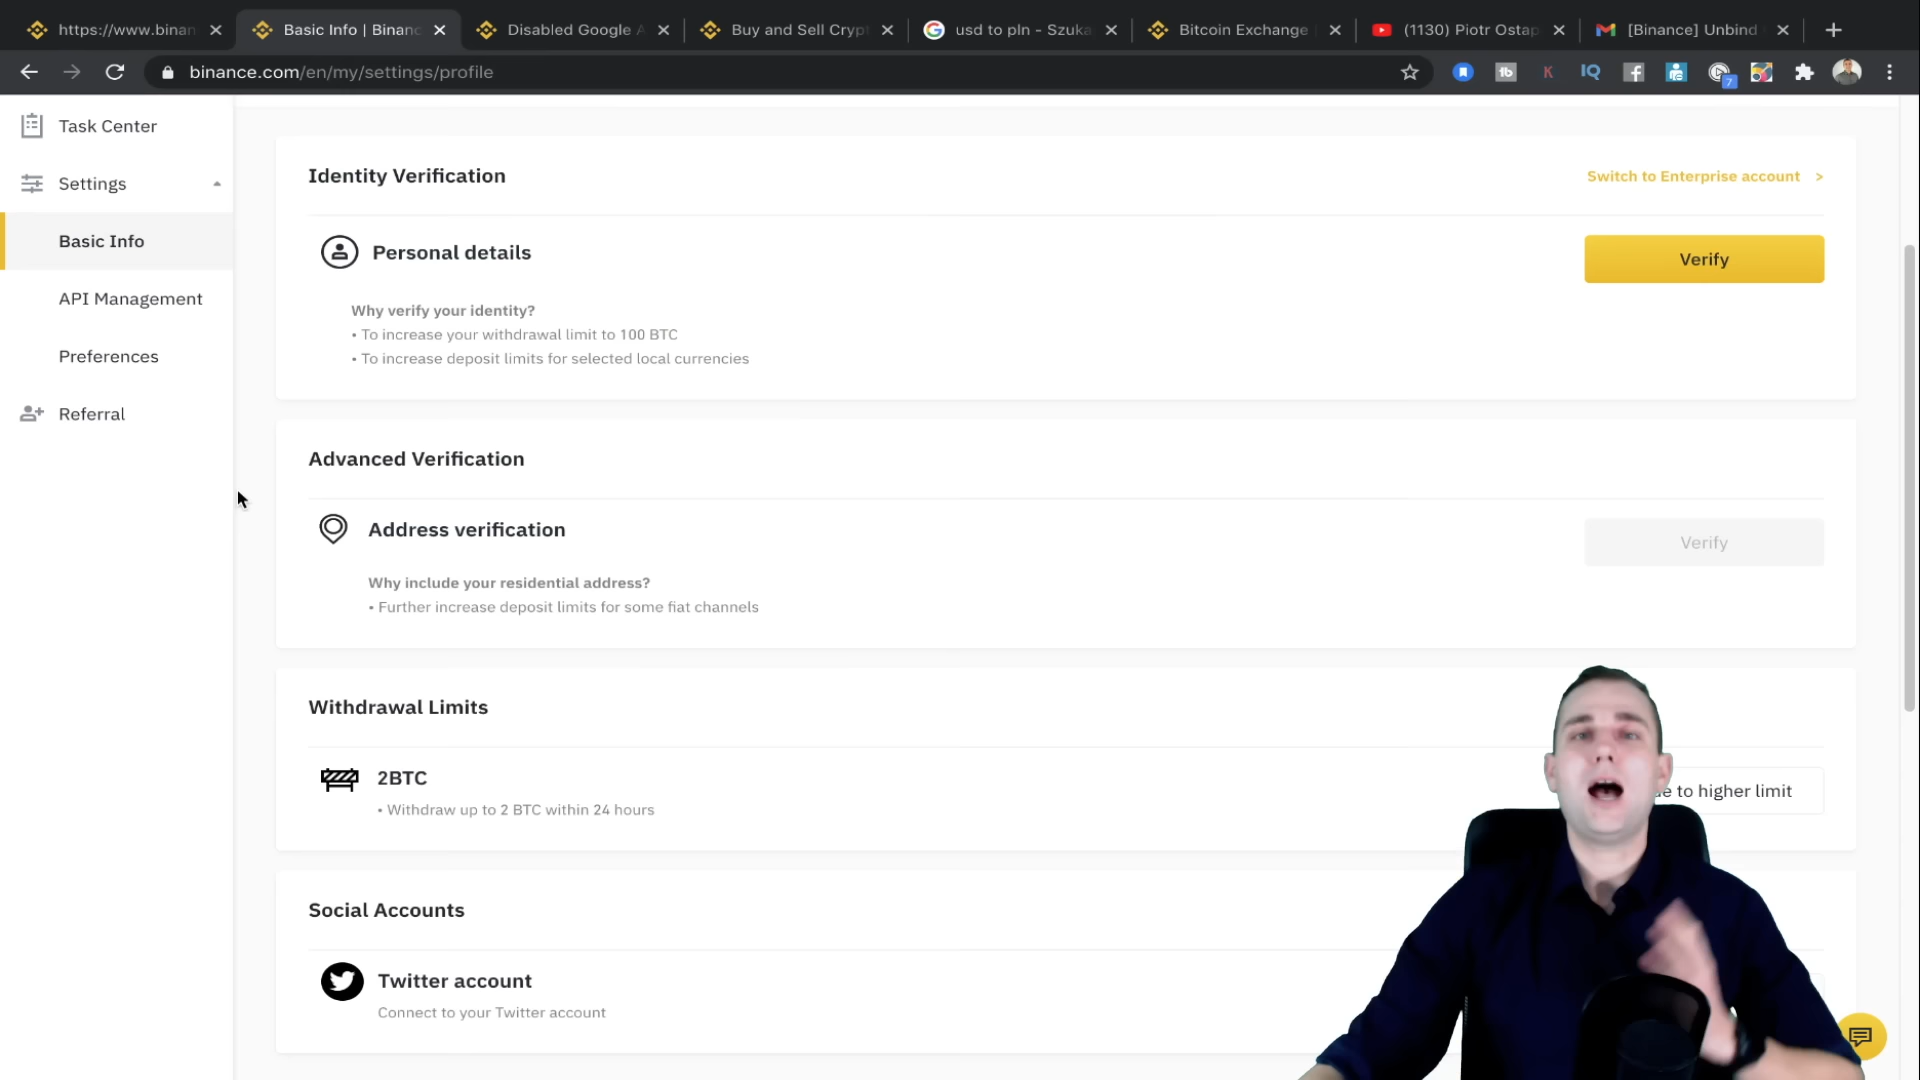 https://www.binan
Basic Info | Binanc
Disabled Google A
Buy and Sell Crypt
usd to pln - Szuka
Bitcoin Exchange
(1130) Piotr Ostap
[Binance] Unbind
binance.com/en/my/settings/profile
tb
K
IQ
7
Task Center
Settings
Basic Info
API Management
Preferences
Referral
Identity Verification
Switch to Enterprise account >
Personal details
Verify
Why verify your identity?
• To increase your withdrawal limit to 100 BTC
• To increase deposit limits for selected local currencies
Advanced Verification
Address verification
Verify
Why include your residential address?
• Further increase deposit limits for some fiat channels
Withdrawal Limits
2BTC
• Withdraw up to 2 BTC within 24 hours
to higher limit
Social Accounts
Twitter account
Connect to your Twitter account